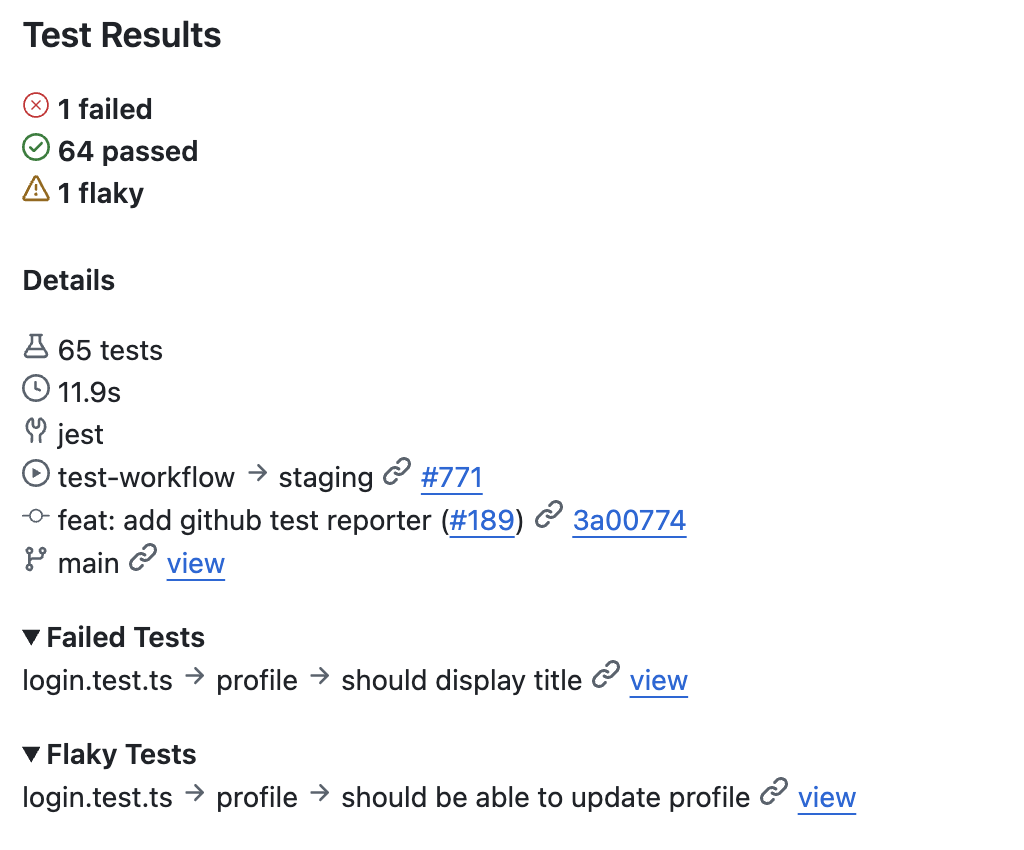 Test Results
1 failed
64 passed
1 flaky
Details
65 tests
11.9s
jest
test-workflow → staging #771
feat: add github test reporter (#189) 3a00774
main view
▼ Failed Tests
login.test.ts → profile → should display title view
▼ Flaky Tests
login.test.ts → profile → should be able to update profile view